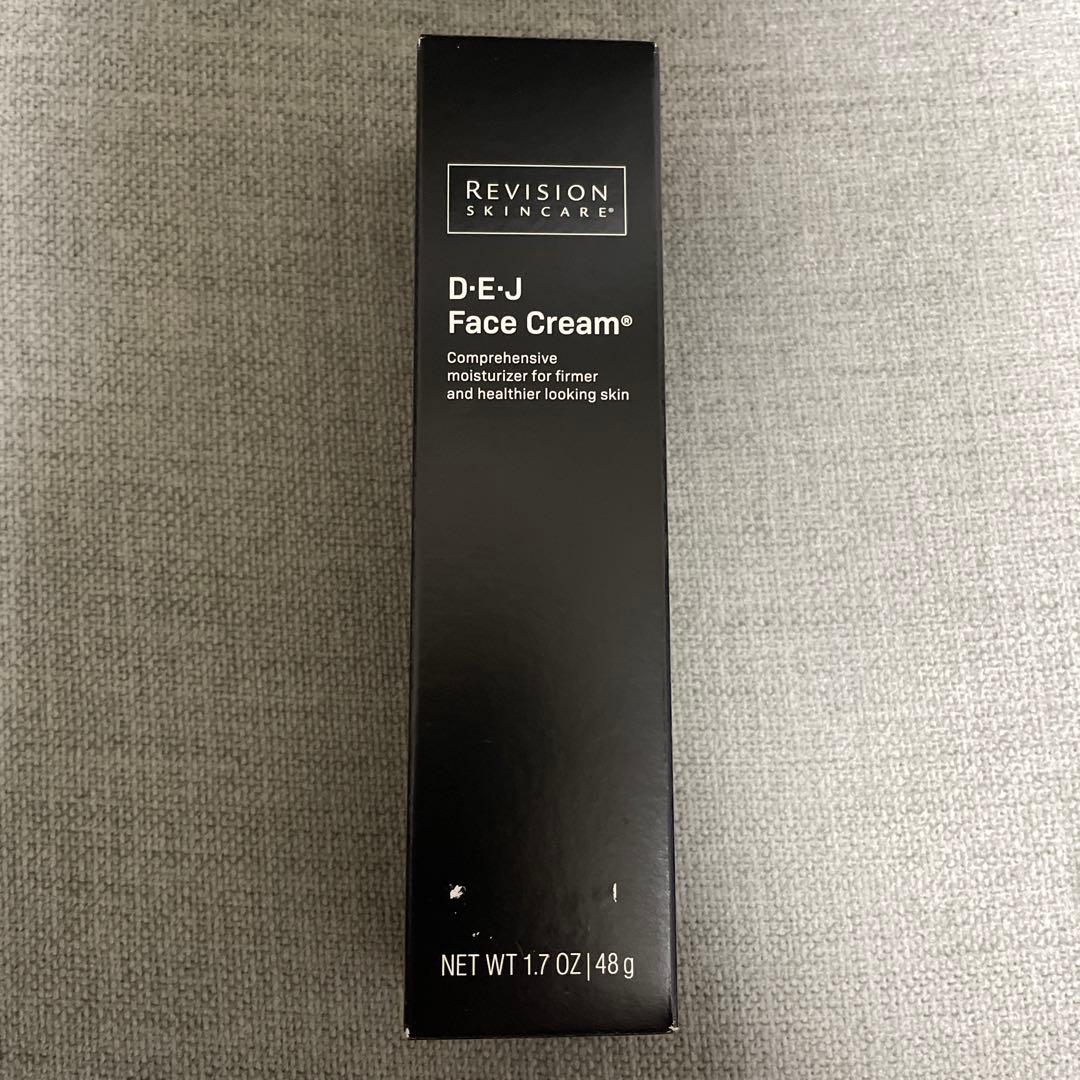 REVISION
SKINCARE®
D·E·J
Face Cream®
Comprehensive
moisturizer for firmer
and healthier looking skin
NET WT 1.7 OZ | 48 g